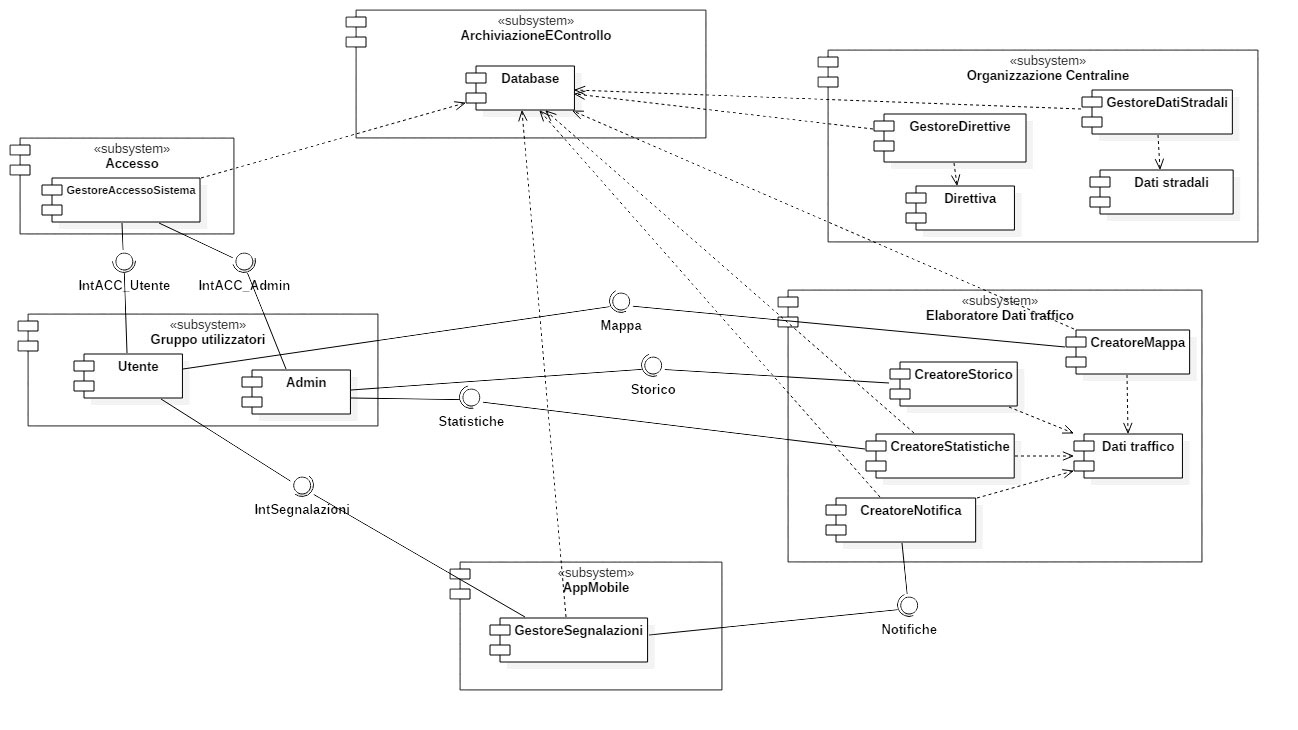 «subsystem»
ArchiviazioneEControllo
Database
«subsystem»
Organizzazione Centraline
GestoreDatiStradali
GestoreDirettive
Dati stradali
Direttiva
«subsystem»
Accesso
GestoreAccessoSistema
IntACC_Utente
IntACC_Admin
«subsystem»
Gruppo utilizzatori
Utente
Admin
Mappa
Storico
Statistiche
IntSegnalazioni
«subsystem»
Elaboratore Dati traffico
CreatoreMappa
CreatoreStorico
CreatoreStatistiche
Dati traffico
CreatoreNotifica
«subsystem»
AppMobile
GestoreSegnalazioni
Notifiche